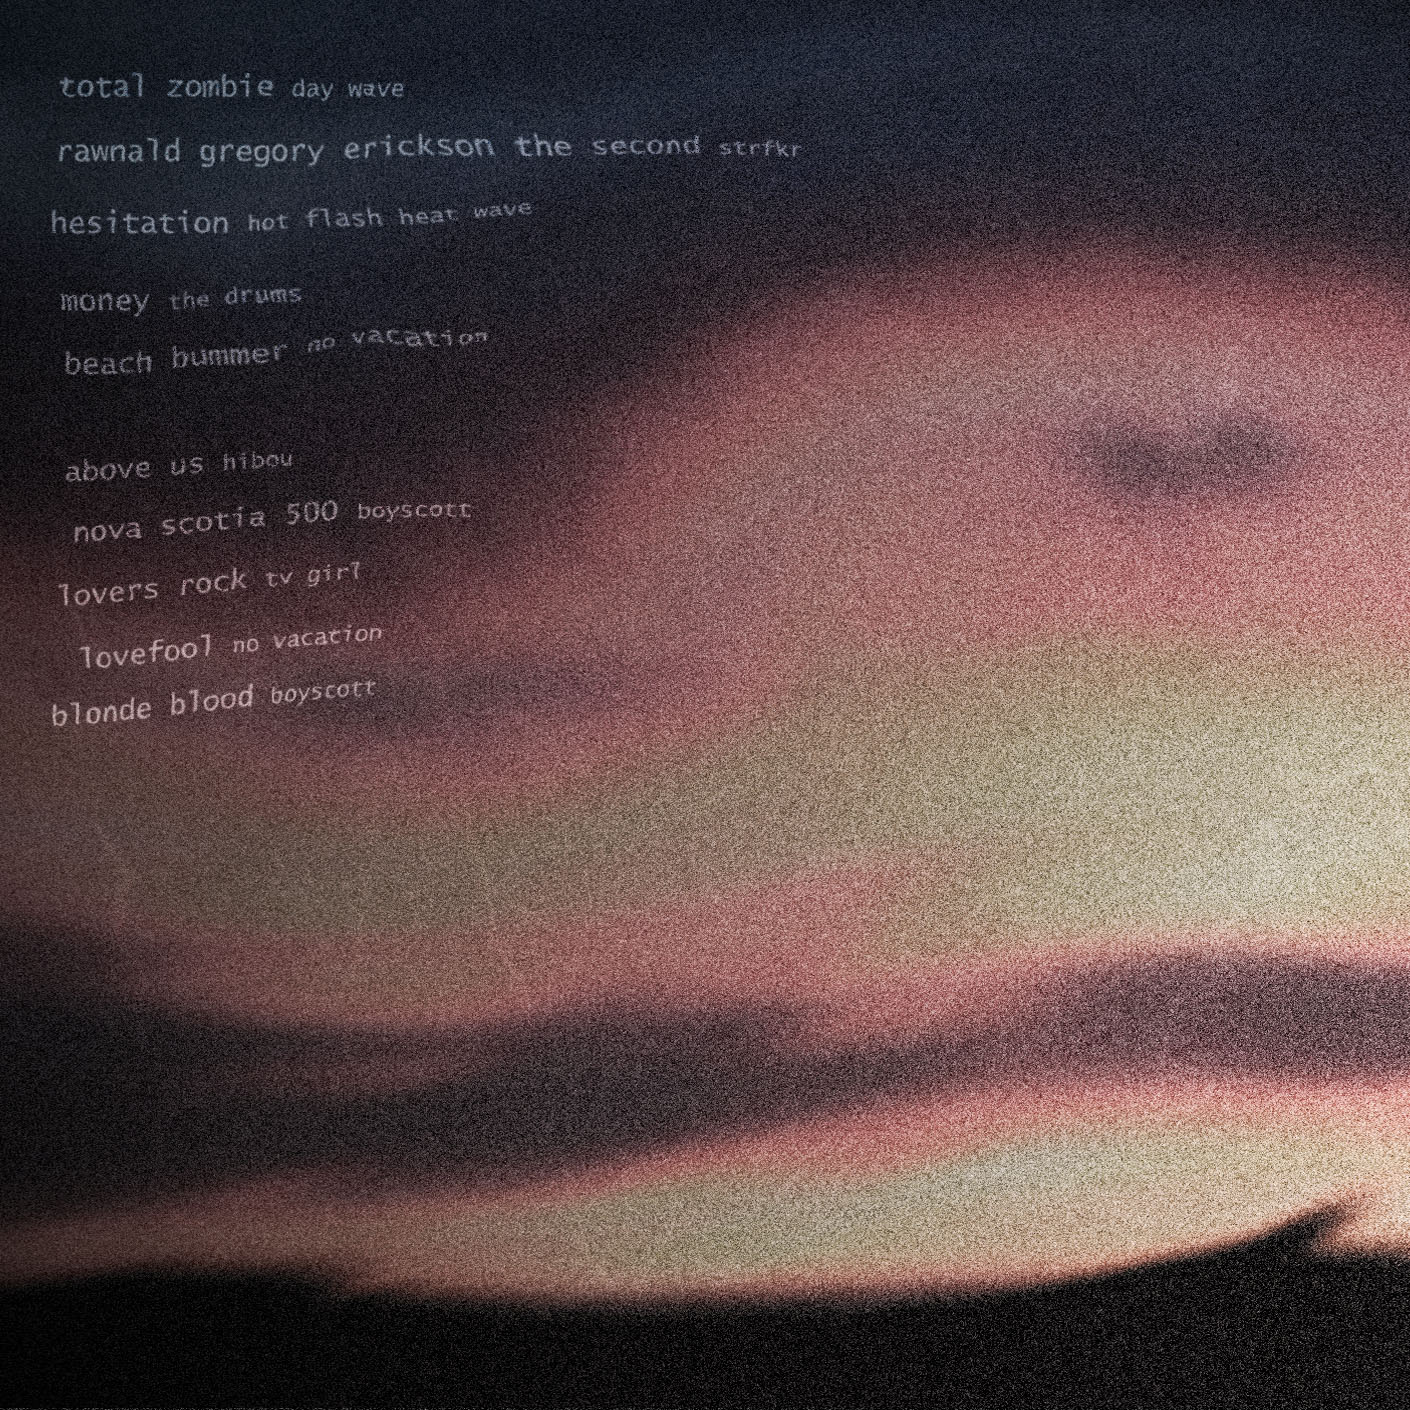 total zombie day wave
rawnald gregory erickson the second strfkr
hesitation hot flash heat wave
money the drums
beach bummer no vacation
above us hibou
nova scotia 500 boyscott
lovers rock tv girl
lovefool no vacation
blonde blood boyscott